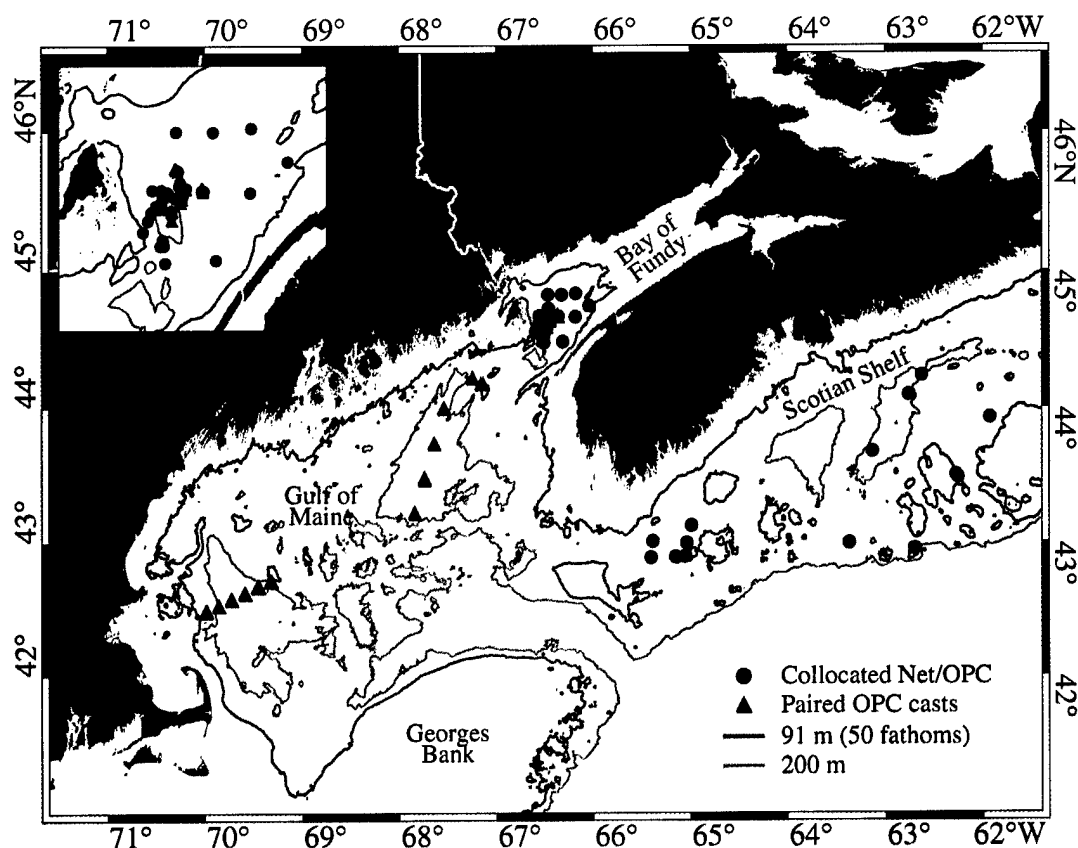 71° 70° 69° 68° 67° 66° 65° 64° 63° 62°W
46°N
45°
44°
43°
42°
46°N
45°
44°
43°
42°
Bay of
Fundy
Scotian Shelf
Gulf of
Maine
Georges
Bank
Collocated Net/OPC
Paired OPC casts
91 m (50 fathoms)
200 m
71° 70° 69° 68° 67° 66° 65° 64° 63° 62°W